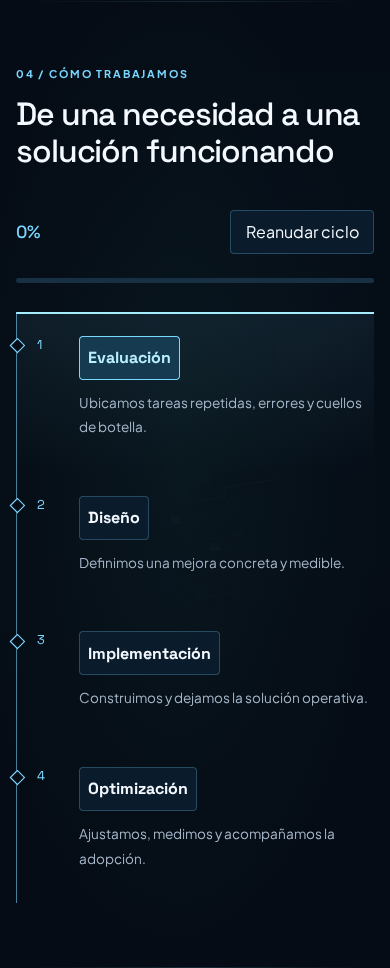 04 / CÓMO TRABAJAMOS
De una necesidad a una
solución funcionando
0%
Reanudar ciclo
1
Evaluación
Ubicamos tareas repetidas, errores y cuellos
de botella.
2
Diseño
Definimos una mejora concreta y medible.
3
Implementación
Construimos y dejamos la solución operativa.
4
Optimización
Ajustamos, medimos y acompañamos la
adopción.